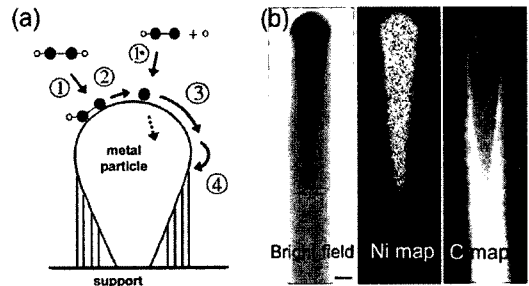 (a)
① ② ① * + ③ ④
metal
particle
support
(b)
Bright field
Ni map
C map